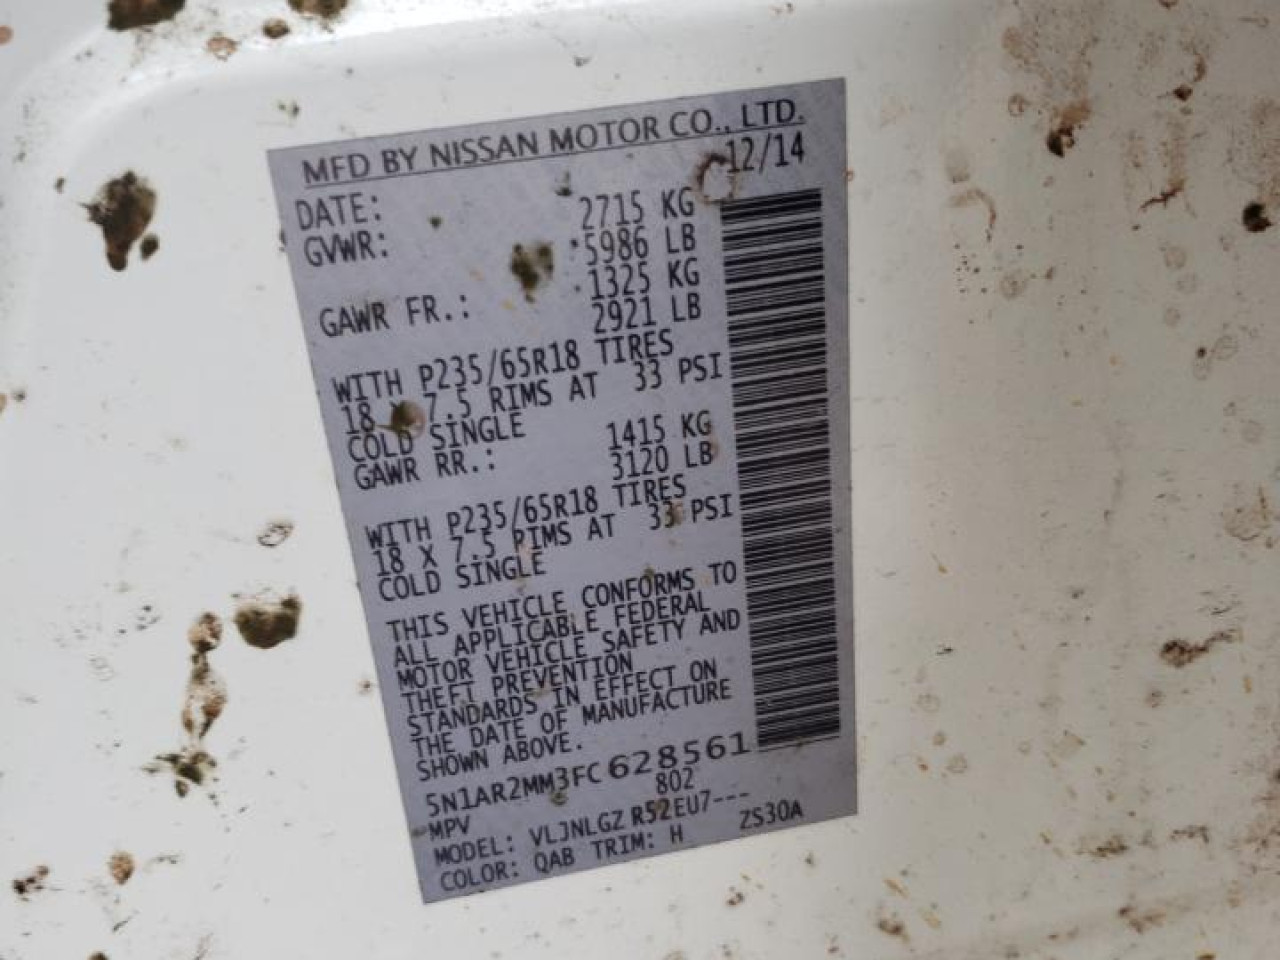 MFD BY NISSAN MOTOR CO., LTD.
DATE: 12/14
GVWR: 2715 KG
5986 LB
GAWR FR.: 1325 KG
2921 LB
WITH P235/65R18 TIRES
18 X 7.5 RIMS AT 33 PSI
COLD SINGLE
GAWR RR.: 1415 KG
3120 LB
WITH P235/65R18 TIRES
18 X 7.5 RIMS AT 33 PSI
COLD SINGLE
THIS VEHICLE CONFORMS TO
ALL APPLICABLE FEDERAL
MOTOR VEHICLE SAFETY AND
THEFT PREVENTION
STANDARDS IN EFFECT ON
THE DATE OF MANUFACTURE
SHOWN ABOVE.
5N1AR2MM3FC628561
MPV 802
MODEL: VLJNLGZ R52EU7---
COLOR: QAB TRIM: H ZS30A